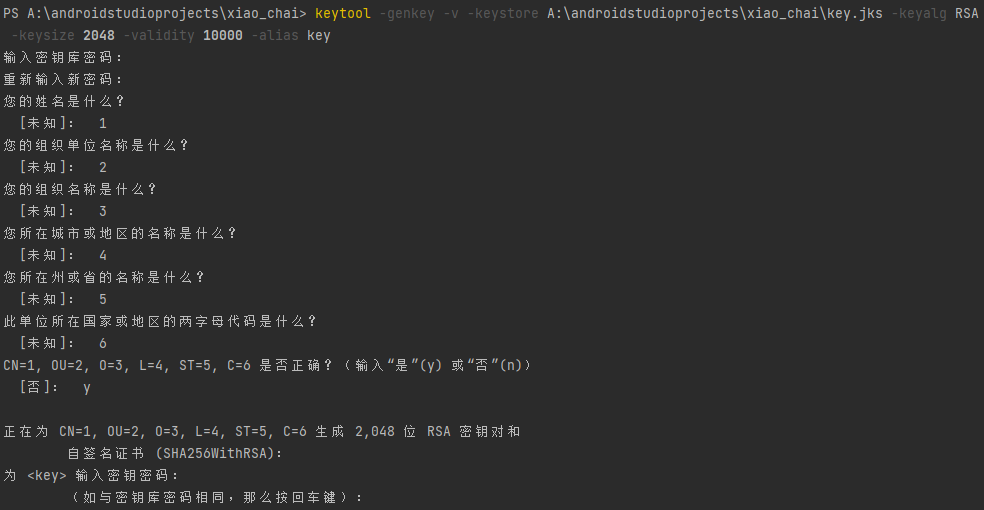 PS A:\androidstudioprojects\xiao_chai> keytool -genkey -v -keystore A:\androidstudioprojects\xiao_chai\key.jks -keyalg RSA
-keysize 2048 -validity 10000 -alias key
输入密钥库密码:
重新输入新密码:
您的姓名是什么?
[未知]: 1
您的组织单位名称是什么?
[未知]: 2
您的组织名称是什么?
[未知]: 3
您所在城市或地区的名称是什么?
[未知]: 4
您所在州或省的名称是什么?
[未知]: 5
此单位所在国家或地区的两字母代码是什么?
[未知]: 6
CN=1, OU=2, O=3, L=4, ST=5, C=6 是否正确? (输入“是”(y) 或“否”(n))
[否]: y
正在为 CN=1, OU=2, O=3, L=4, ST=5, C=6 生成 2,048 位 RSA 密钥对和
自签名证书 (SHA256WithRSA):
为 <key> 输入密钥密码:
(如与密钥库密码相同，那么按回车键):